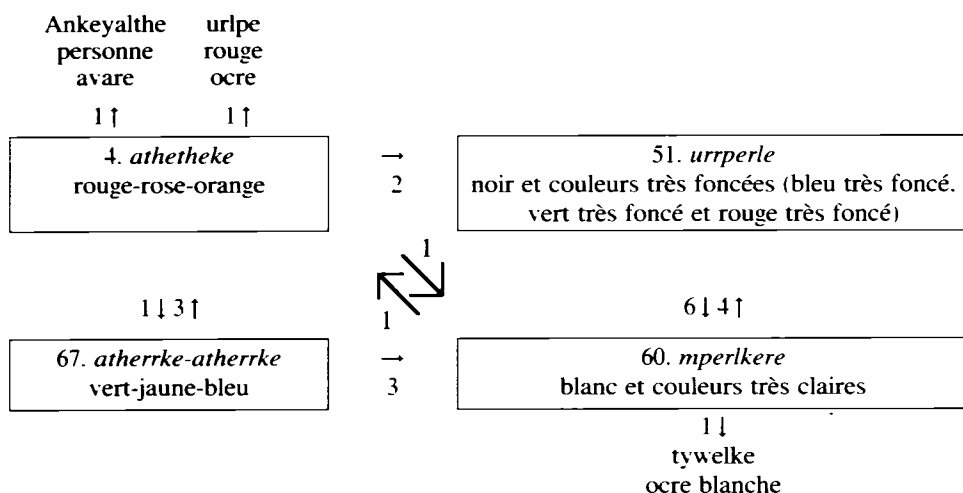 Ankeyalthe urlpe
personne rouge
avare ocre
1↑ 1↑
4. athetheke
rouge-rose-orange
→
2
51. urrperle
noir et couleurs très foncées (bleu très foncé,
vert très foncé et rouge très foncé)
1
1
1↓3↑
6↓4↑
67. atherrke-atherrke
vert-jaune-bleu
→
3
60. mperlkere
blanc et couleurs très claires
1↓
tywelke
ocre blanche